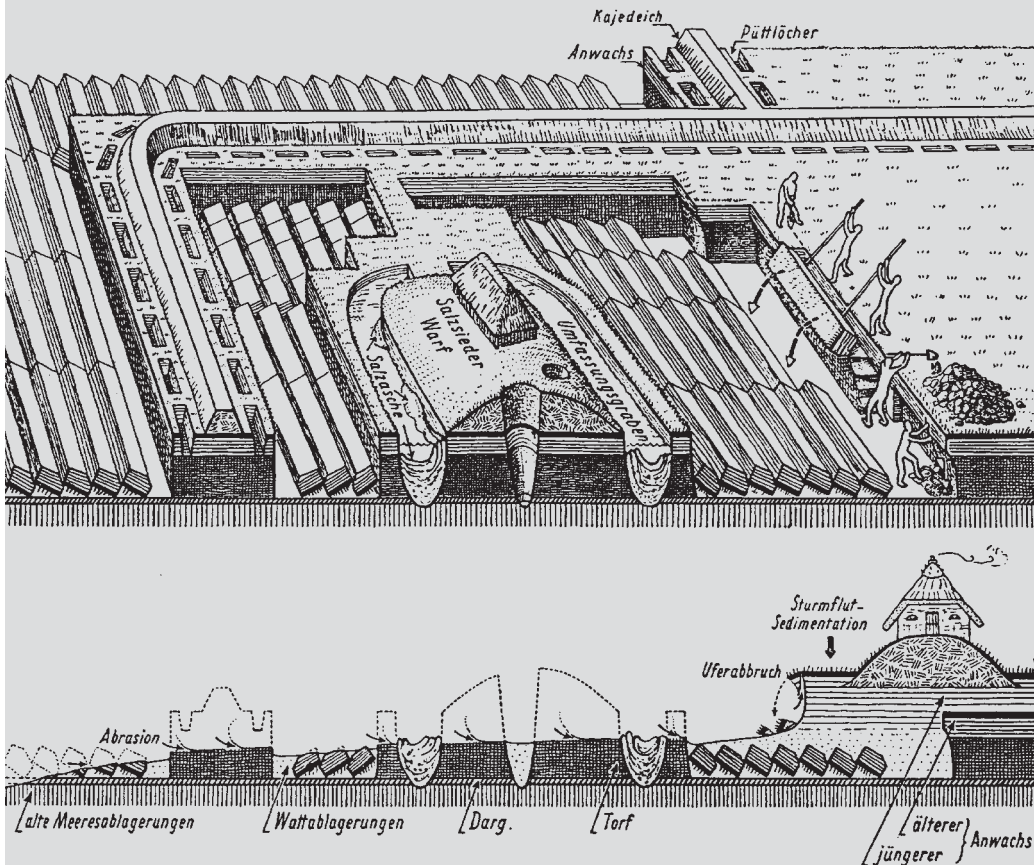 Kajedeich
Püttlöcher
Anwachs
Salzsieder
Warf
Salzasche
Umfassungsgraben
Sturmflut-
Sedimentation
Uferabbruch
Abrasion
alte Meeresablagerungen
Wattablagerungen
Darg.
Torf
älterer
jüngerer
Anwachs